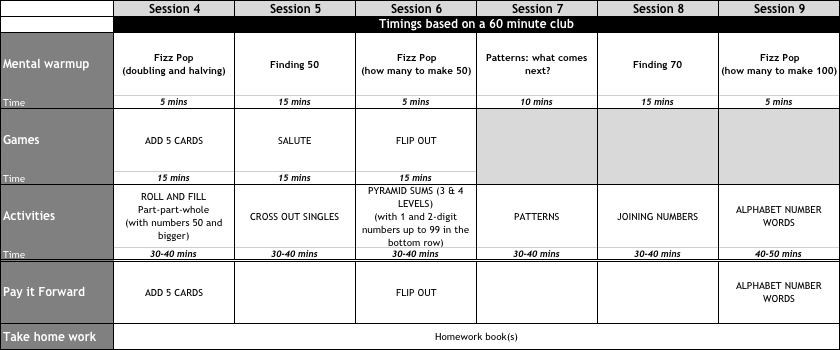 Session 4 Session 5 Session 6 Session 7 Session 8 Session 9
Timings based on a 60 minute club
Mental warmup
Fizz Pop
(doubling and halving)
Finding 50
Fizz Pop
(how many to make 50)
Patterns: what comes
next?
Finding 70
Fizz Pop
(how many to make 100)
Time 5 mins 15 mins 5 mins 10 mins 15 mins 5 mins
Games ADD 5 CARDS SALUTE FLIP OUT
Time 15 mins 15 mins 15 mins
Activities
ROLL AND FILL
Part-part-whole
(with numbers 50 and
bigger)
CROSS OUT SINGLES
PYRAMID SUMS (3 & 4
LEVELS)
(with 1 and 2-digit
numbers up to 99 in the
bottom row)
PATTERNS
JOINING NUMBERS
ALPHABET NUMBER
WORDS
Time 30-40 mins 30-40 mins 30-40 mins 30-40 mins 30-40 mins 40-50 mins
Pay it Forward ADD 5 CARDS FLIP OUT
ALPHABET NUMBER
WORDS
Take home work Homework book(s)